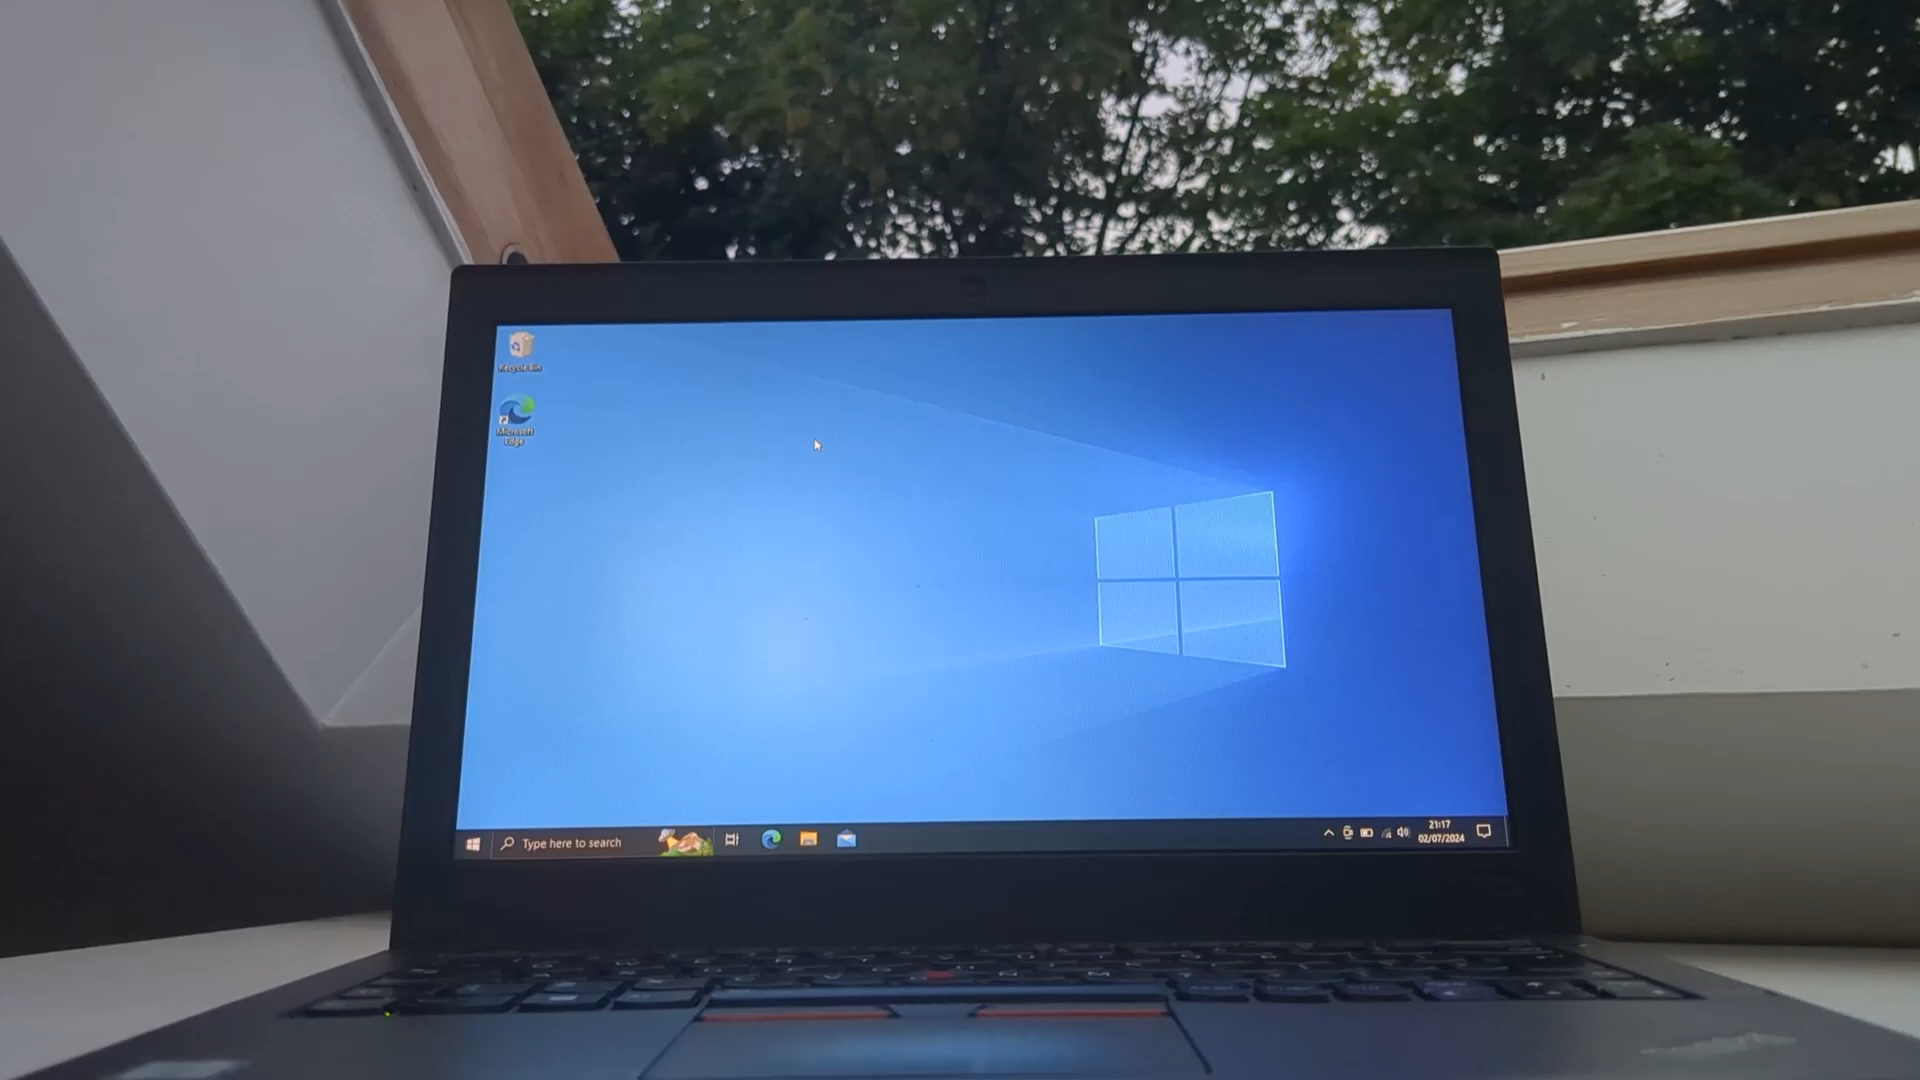 Recycle Bin
Microsoft
Edge
Type here to search
21:17
02/07/2024